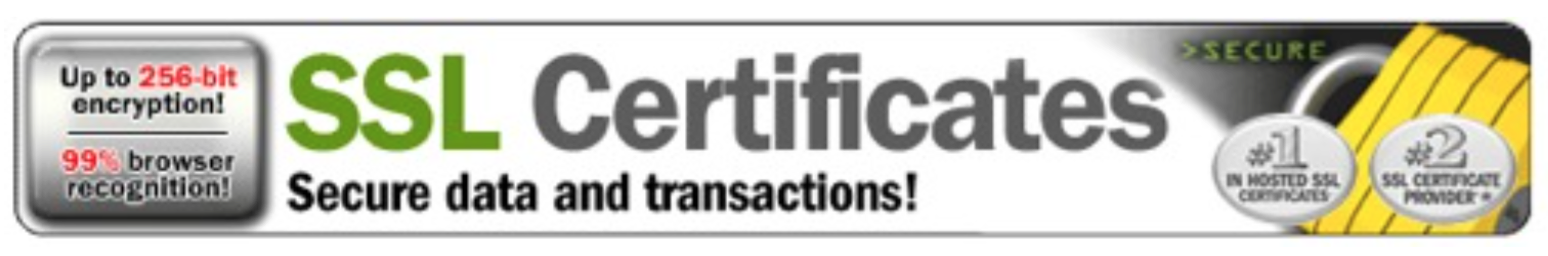 Up to 256-bit
encryption!
99% browser
recognition!
SSL Certificates
Secure data and transactions!
>SECURE
#1
IN HOSTED SSL
CERTIFICATES
#2
SSL CERTIFICATE
PROVIDER*